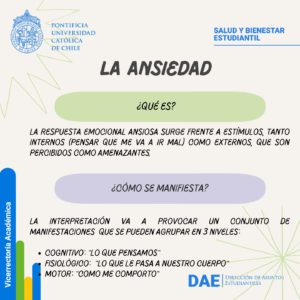 PONTIFICIA
UNIVERSIDAD
CATÓLICA
DE CHILE
SALUD Y BIENESTAR
ESTUDIANTIL
LA ANSIEDAD
¿QUÉ ES?
LA RESPUESTA EMOCIONAL ANSIOSA SURGE FRENTE A ESTÍMULOS, TANTO
INTERNOS (PENSAR QUE ME VA A IR MAL) COMO EXTERNOS, QUE SON
PERCIBIDOS COMO AMENAZANTES.
¿CÓMO SE MANIFIESTA?
LA INTERPRETACIÓN VA A PROVOCAR UN CONJUNTO DE
MANIFESTACIONES QUE SE PUEDEN AGRUPAR EN 3 NIVELES:
• COGNITIVO: "LO QUE PENSAMOS"
• FISIOLÓGICO: "LO QUE LE PASA A NUESTRO CUERPO"
• MOTOR: "COMO ME COMPORTO"
Vicerrectoría Académica
DAE DIRECCIÓN DE ASUNTOS
ESTUDIANTILES